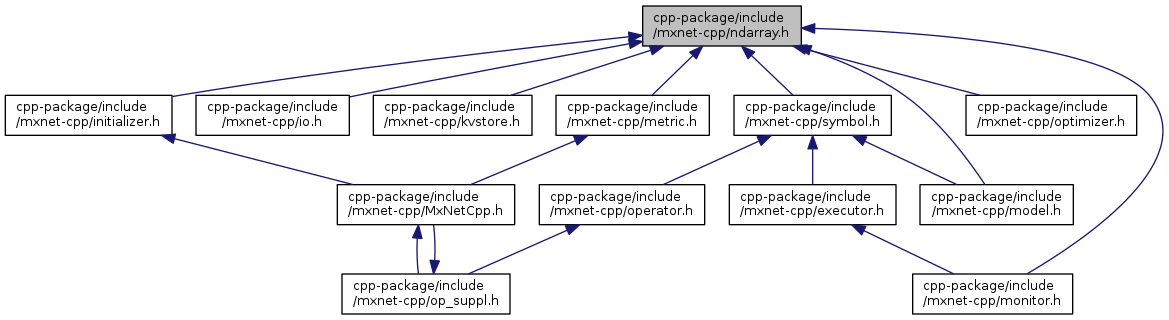 cpp-package/include
/mxnet-cpp/ndarray.h
cpp-package/include
/mxnet-cpp/initializer.h
cpp-package/include
/mxnet-cpp/io.h
cpp-package/include
/mxnet-cpp/kvstore.h
cpp-package/include
/mxnet-cpp/metric.h
cpp-package/include
/mxnet-cpp/symbol.h
cpp-package/include
/mxnet-cpp/optimizer.h
cpp-package/include
/mxnet-cpp/MxNetCpp.h
cpp-package/include
/mxnet-cpp/operator.h
cpp-package/include
/mxnet-cpp/executor.h
cpp-package/include
/mxnet-cpp/model.h
cpp-package/include
/mxnet-cpp/op_suppl.h
cpp-package/include
/mxnet-cpp/monitor.h